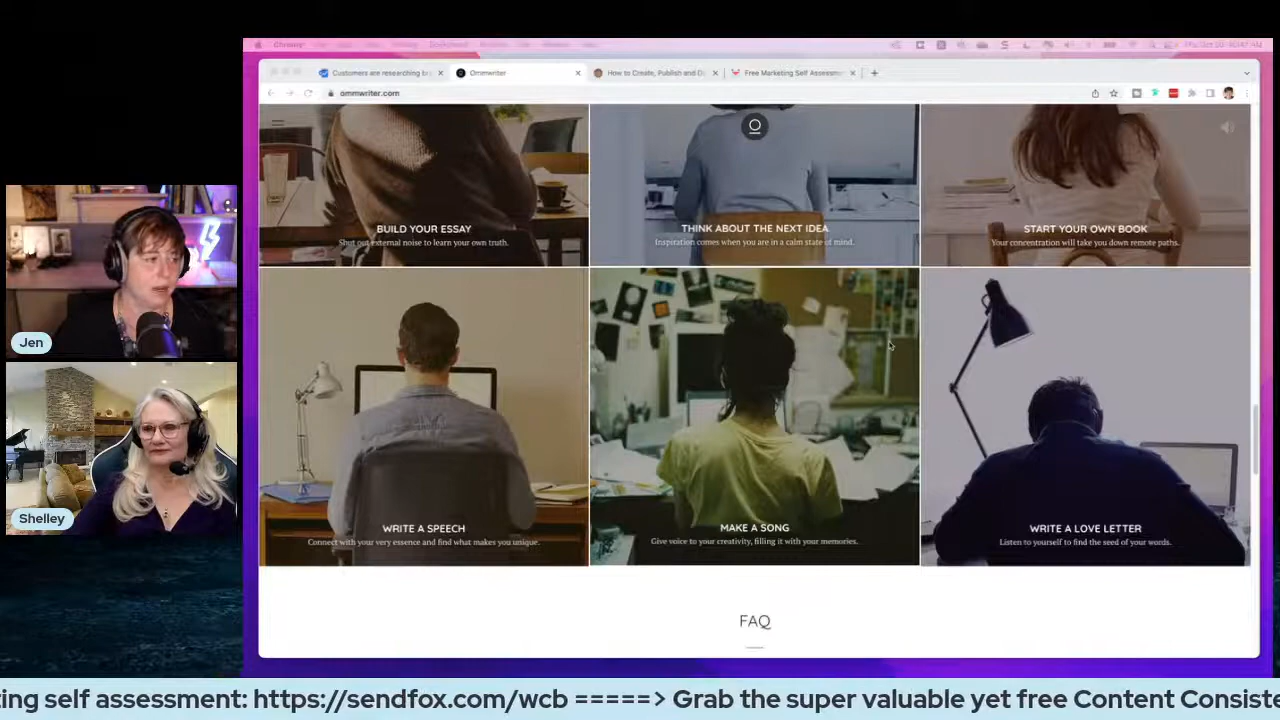 Customers are researching
Ommwriter
How to Create, Publish and Di
Free Marketing Self Assessm
ommwriter.com
BUILD YOUR ESSAY
Shut out external noise to learn your own truth.
THINK ABOUT THE NEXT IDEA
Inspiration comes when you are in a calm state of mind.
START YOUR OWN BOOK
Your concentration will take you down remote paths.
Jen
Shelley
WRITE A SPEECH
Connect with your very essence and find what makes you unique.
MAKE A SONG
Give voice to your creativity, filling it with your memories.
WRITE A LOVE LETTER
Listen to yourself to find the seed of your words.
FAQ
ting self assessment: https://sendfox.com/wcb =====> Grab the super valuable yet free Content Consiste